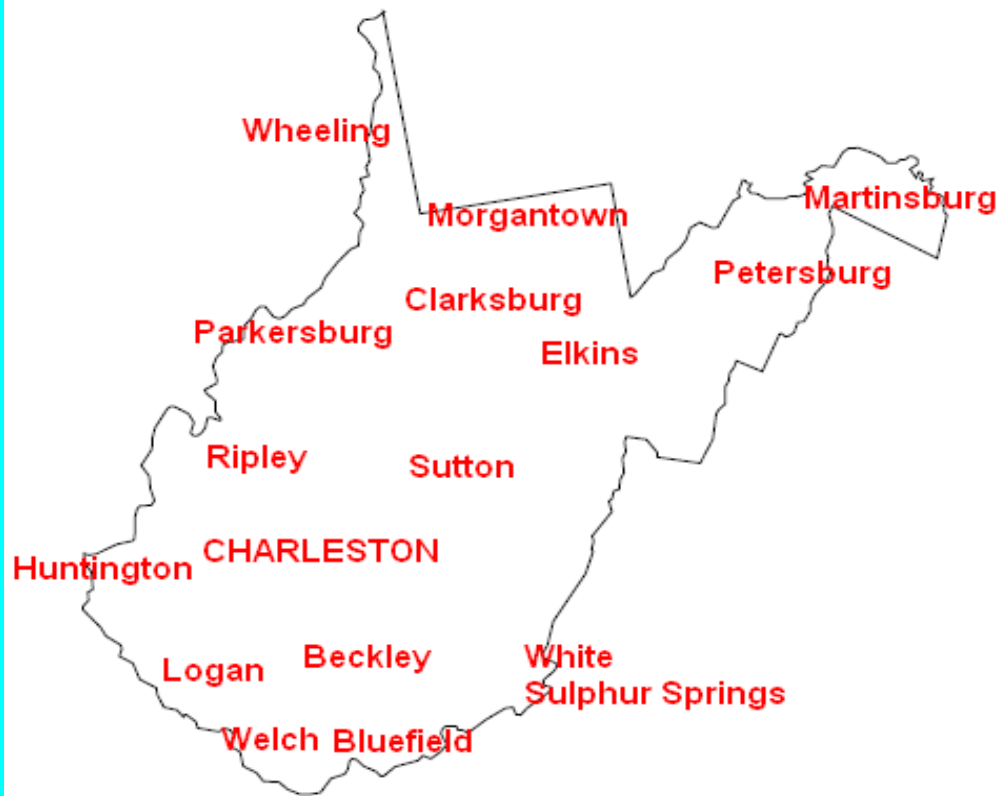 Wheeling
Martinsburg
Morgantown
Petersburg
Clarksburg
Parkersburg
Elkins
Ripley
Sutton
CHARLESTON
Huntington
Beckley
White
Sulphur Springs
Logan
Welch
Bluefield